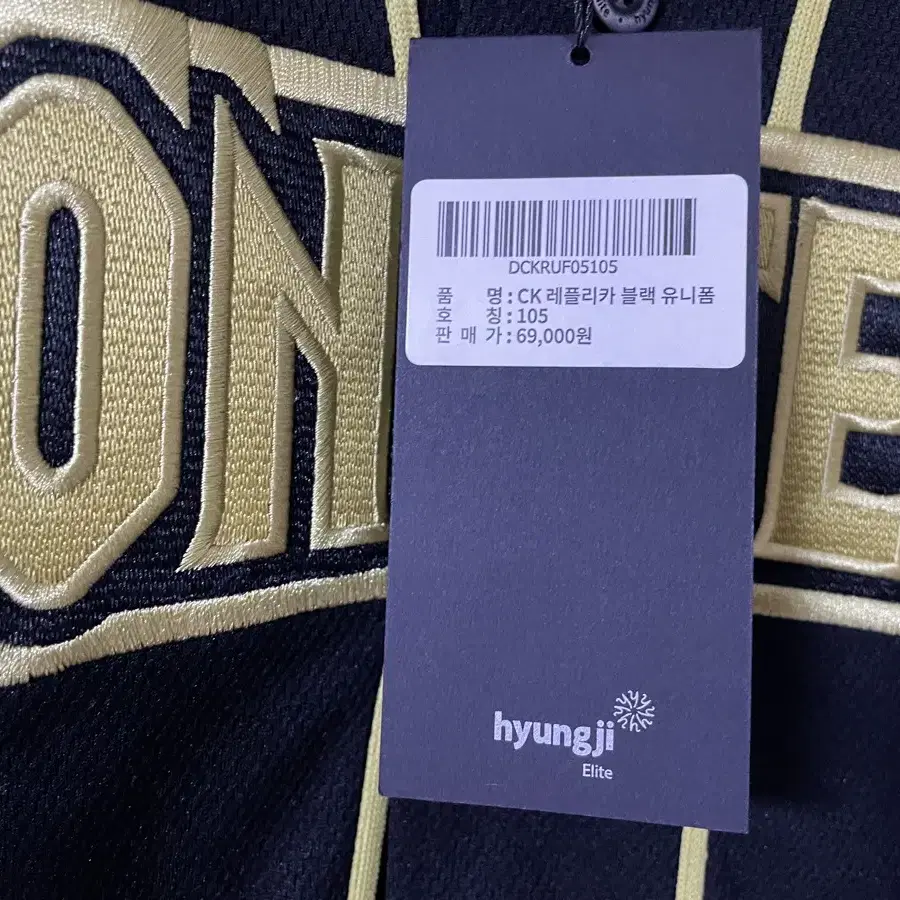 Elite
ON
E
DCKRUF05105
품 명 : CK 레플리카 블랙 유니폼
호 칭 : 105
판 매 가 : 69,000원
hyungji
Elite